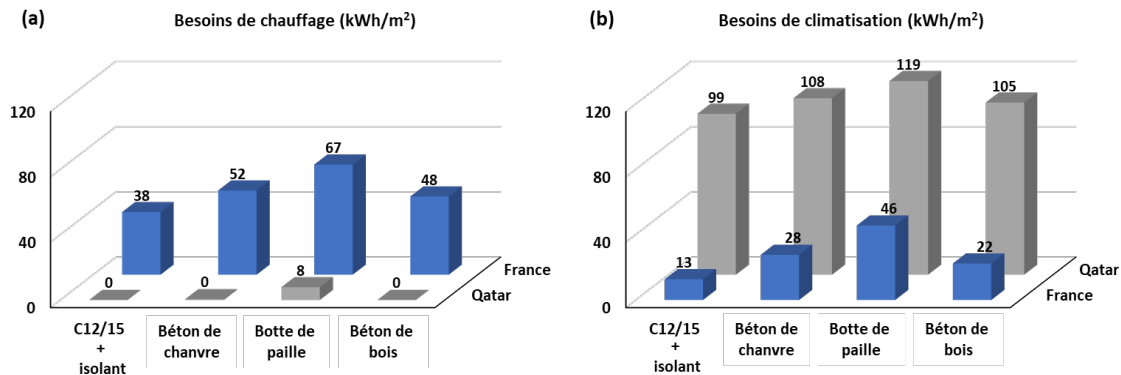 (a) Besoins de chauffage (kWh/m²)
120
80
40
0
38
52
67
48
0
0
8
0
France
Qatar
C12/15
+
isolant
Béton de
chanvre
Botte de
paille
Béton de
bois
(b) Besoins de climatisation (kWh/m²)
120
80
40
0
99
108
119
105
13
28
46
22
Qatar
France
C12/15
+
isolant
Béton de
chanvre
Botte de
paille
Béton de
bois